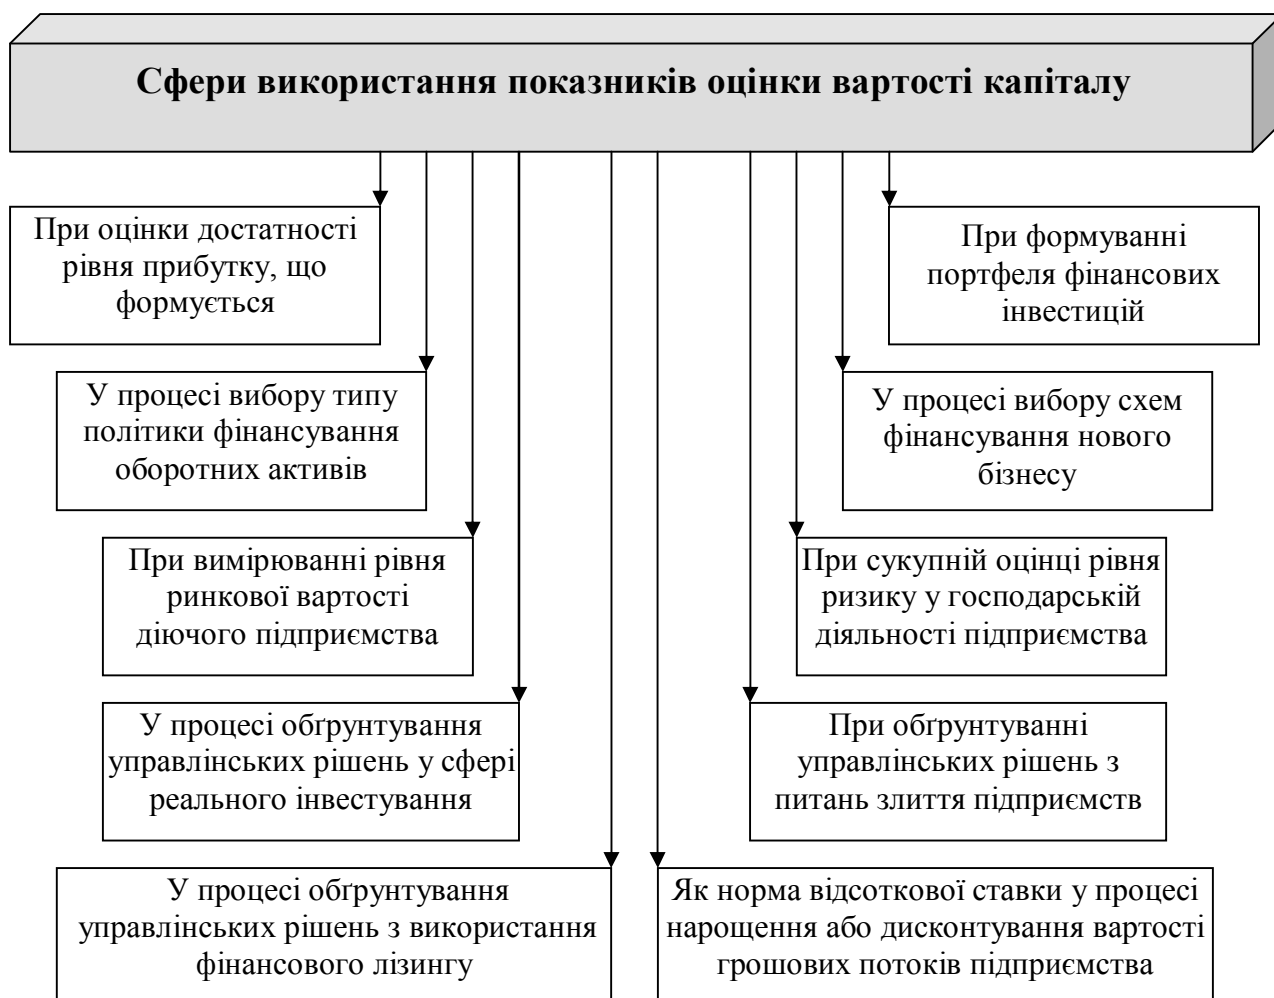 Сфери використання показників оцінки вартості капіталу
При оцінки достатності
рівня прибутку, що
формується
При формуванні
портфеля фінансових
інвестицій
У процесі вибору типу
політики фінансування
оборотних активів
У процесі вибору схем
фінансування нового
бізнесу
При вимірюванні рівня
ринкової вартості
діючого підприємства
При сукупній оцінці рівня
ризику у господарській
діяльності підприємства
У процесі обґрунтування
управлінських рішень у сфері
реального інвестування
При обґрунтуванні
управлінських рішень з
питань злиття підприємств
У процесі обґрунтування
управлінських рішень з використання
фінансового лізингу
Як норма відсоткової ставки у процесі
нарощення або дисконтування вартості
грошових потоків підприємства